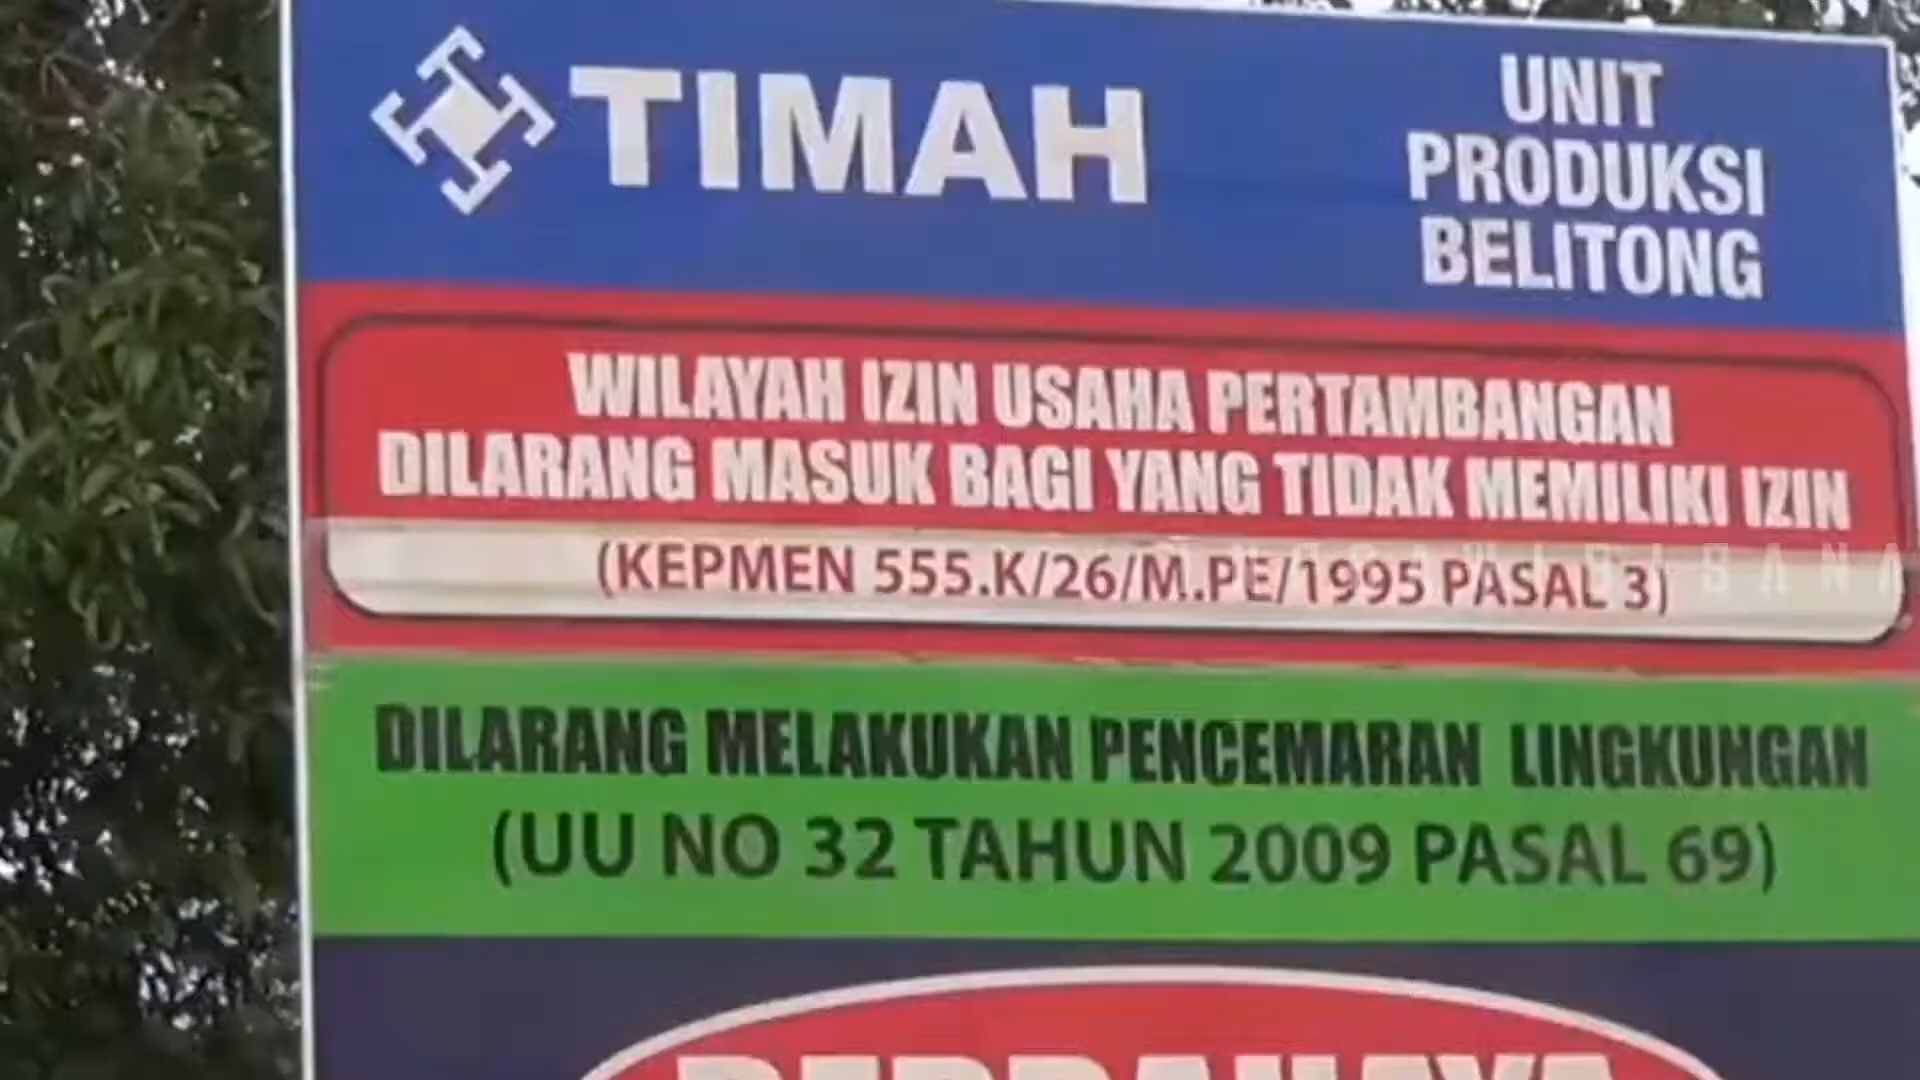 TIMAH
UNIT
PRODUKSI
BELITONG
WILAYAH IZIN USAHA PERTAMBANGAN
DILARANG MASUK BAGI YANG TIDAK MEMILIKI IZIN
(KEPMEN 555.K/26/M.PE/1995 PASAL 3)
DILARANG MELAKUKAN PENCEMARAN LINGKUNGAN
(UU NO 32 TAHUN 2009 PASAL 69)